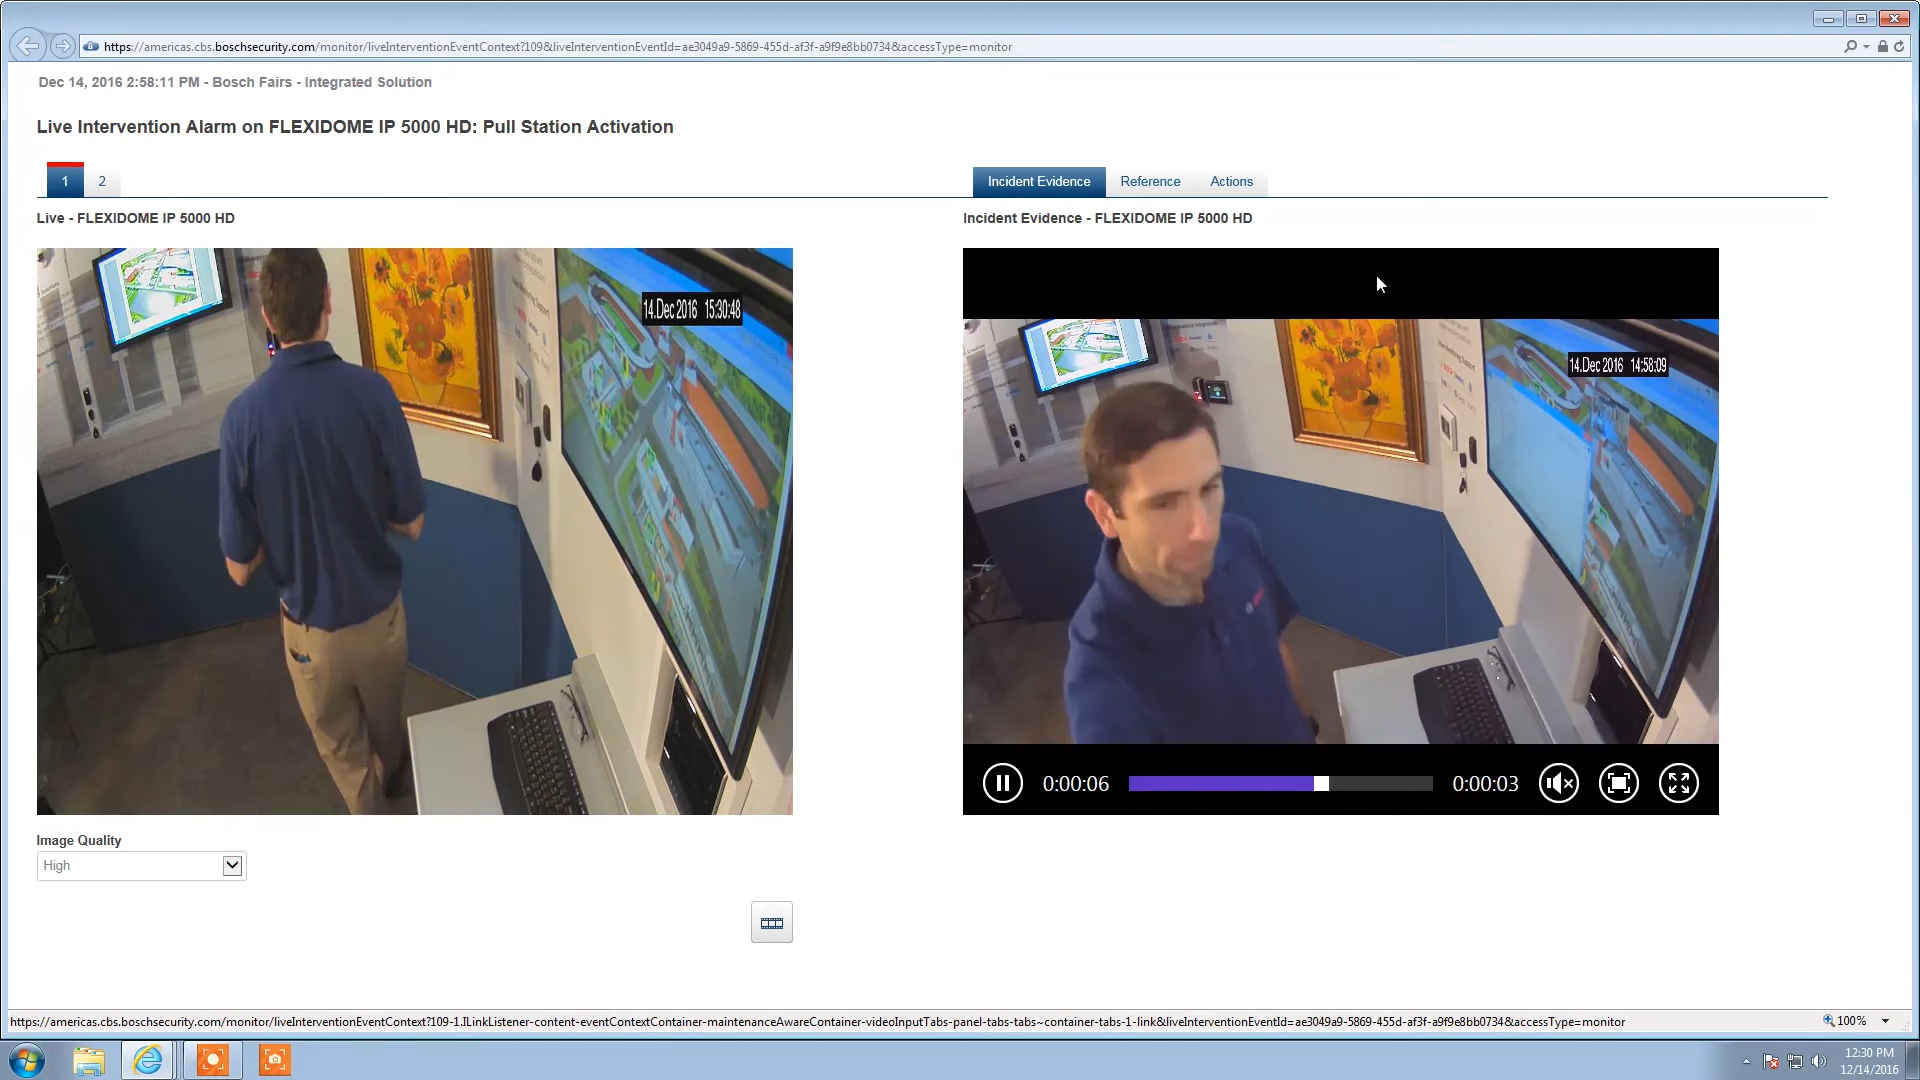 https://americas.cbs.boschsecurity.com/monitor/liveInterventionEventContext?109&liveInterventionEventId=ae3049a9-5869-455d-af3f-a9f9e8bb0734&accessType=monitor
Dec 14, 2016 2:58:11 PM - Bosch Fairs - Integrated Solution
Live Intervention Alarm on FLEXIDOME IP 5000 HD: Pull Station Activation
1 2
Incident Evidence Reference Actions
Live - FLEXIDOME IP 5000 HD
Incident Evidence - FLEXIDOME IP 5000 HD
14.Dec 2016 15:30:48
14.Dec 2016 14:58:09
0:00:06 0:00:03
Image Quality
High
https://americas.cbs.boschsecurity.com/monitor/liveInterventionEventContext?109-1.ILinkListener-content-eventContextContainer-maintenanceAwareContainer-videoInputTabs-panel-tabs-tabs~container-tabs-1-link&liveInterventionEventId=ae3049a9-5869-455d-af3f-a9f9e8bb0734&accessType=monitor
100%
12:30 PM
12/14/2016